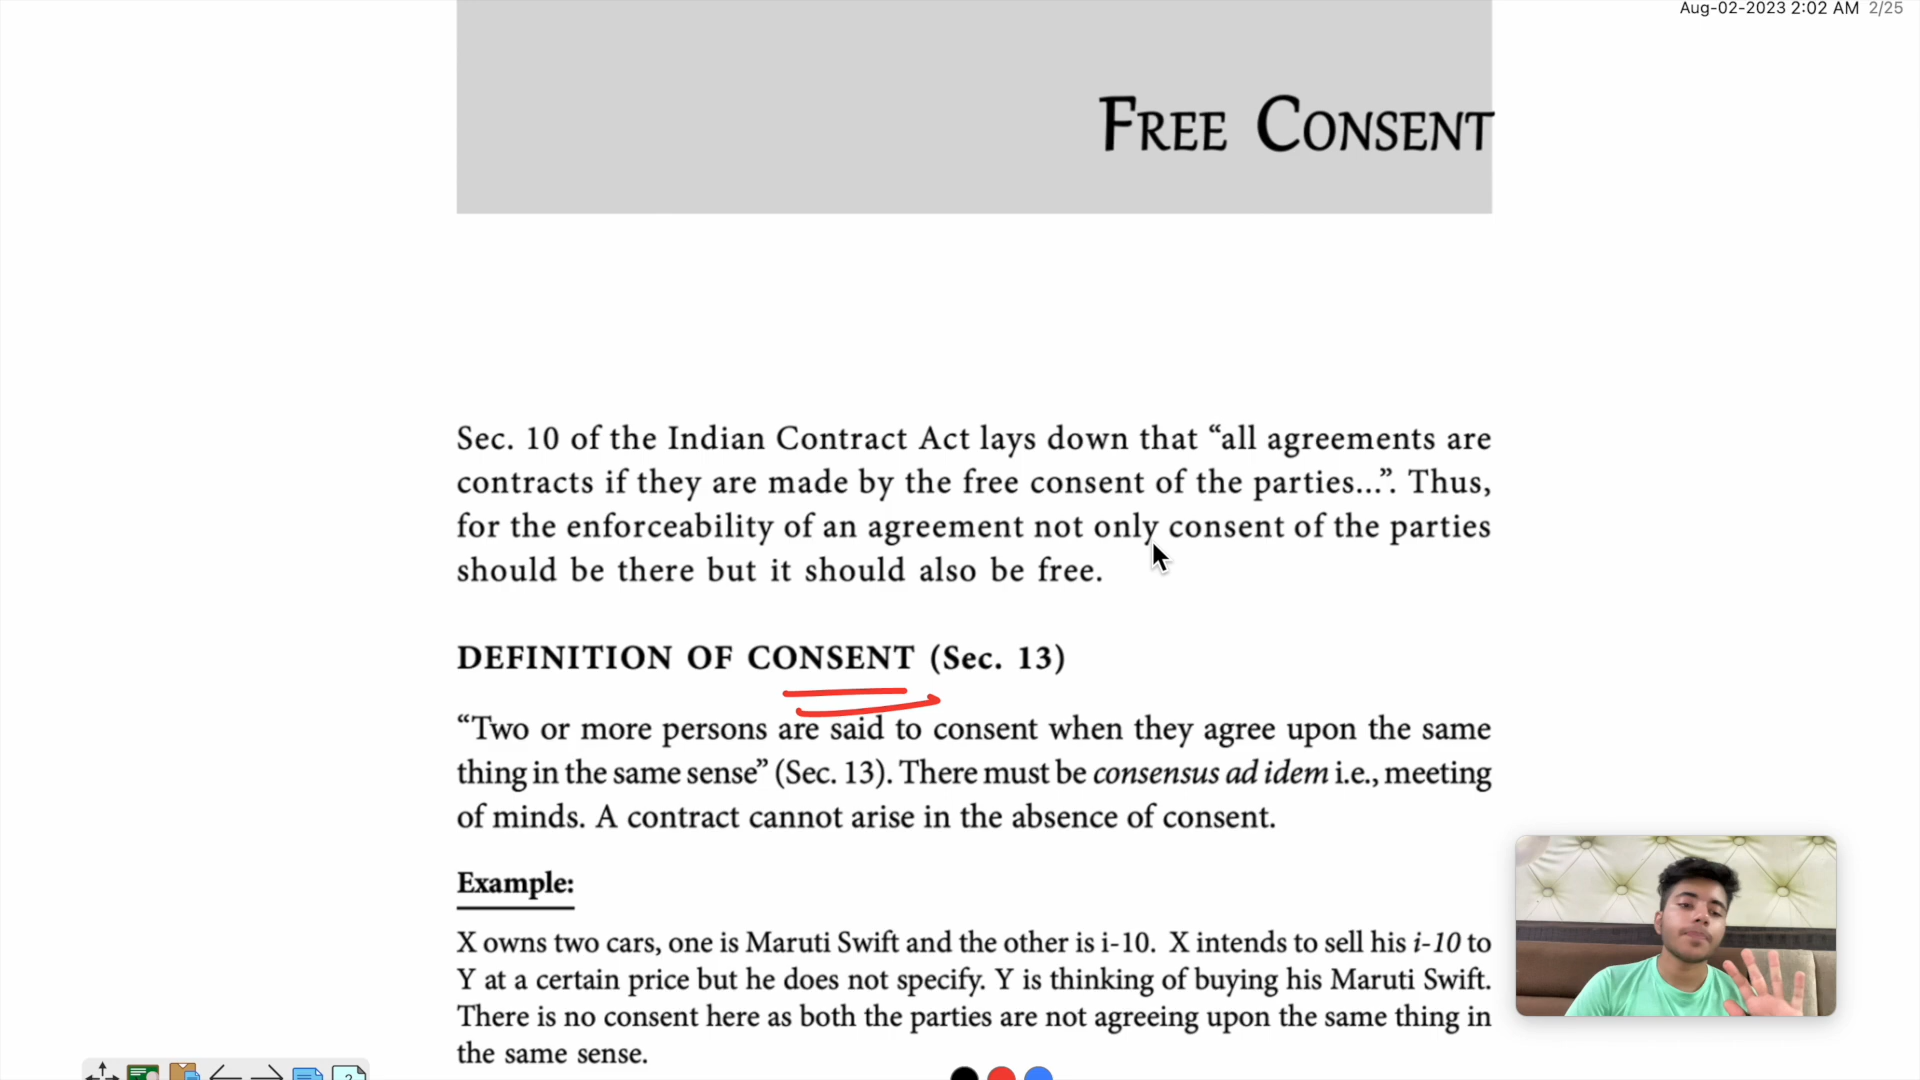 Aug-02-2023 2:02 AM 2/25
FREE CONSENT
Sec. 10 of the Indian Contract Act lays down that “all agreements are
contracts if they are made by the free consent of the parties...”. Thus,
for the enforceability of an agreement not only consent of the parties
should be there but it should also be free.
DEFINITION OF CONSENT (Sec. 13)
“Two or more persons are said to consent when they agree upon the same
thing in the same sense” (Sec. 13). There must be consensus ad idem i.e., meeting
of minds. A contract cannot arise in the absence of consent.
Example:
X owns two cars, one is Maruti Swift and the other is i-10. X intends to sell his i-10 to
Y at a certain price but he does not specify. Y is thinking of buying his Maruti Swift.
There is no consent here as both the parties are not agreeing upon the same thing in
the same sense.